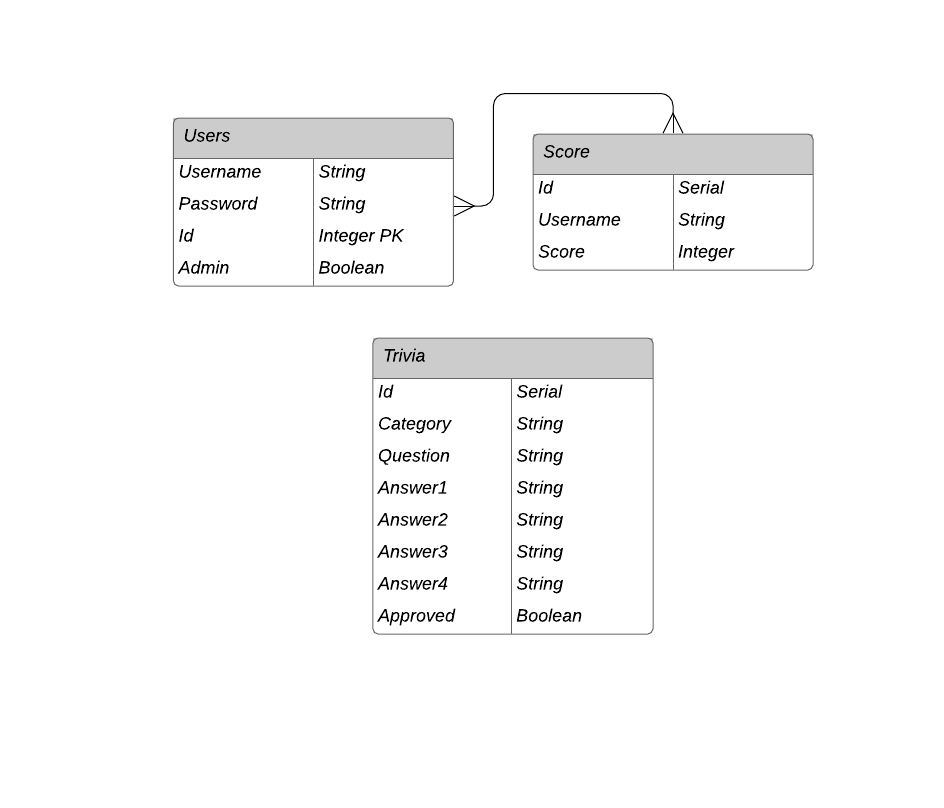 Users
Username String
Password String
Id Integer PK
Admin Boolean
Score
Id Serial
Username String
Score Integer
Trivia
Id Serial
Category String
Question String
Answer1 String
Answer2 String
Answer3 String
Answer4 String
Approved Boolean